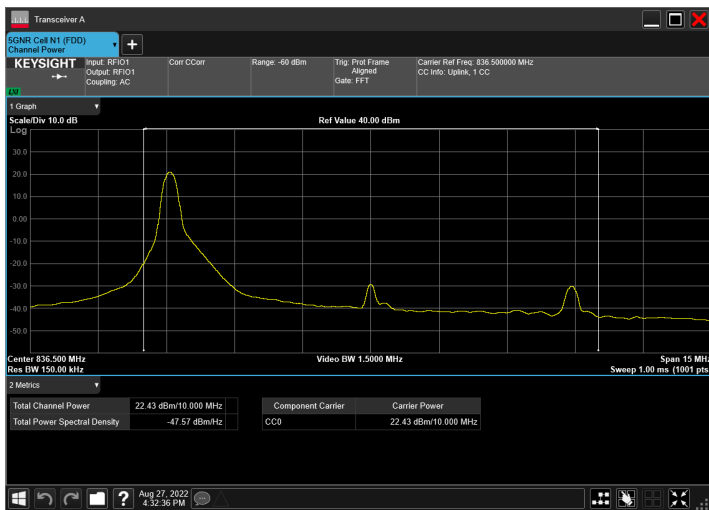 Transceiver A
5GNR Cell N1 (FDD)
Channel Power
KEYSIGHT
Input: RFIO1
Output: RFIO1
Coupling: AC
Corr CCorr
Range: -60 dBm
Trig: Prot Frame
Aligned
Gate: FFT
Carrier Ref Freq: 836.500000 MHz
CC Info: Uplink, 1 CC
1 Graph
Scale/Div 10.0 dB
Ref Value 40.00 dBm
Log
30.0
20.0
10.0
0.00
-10.0
-20.0
-30.0
-40.0
-50.0
Center 836.500 MHz
Video BW 1.5000 MHz
Span 15 MHz
Res BW 150.00 kHz
Sweep 1.00 ms (1001 pts
2 Metrics
Total Channel Power 22.43 dBm/10.000 MHz
Total Power Spectral Density -47.57 dBm/Hz
Component Carrier Carrier Power
CC0 22.43 dBm/10.000 MHz
Aug 27, 2022
4:32:36 PM